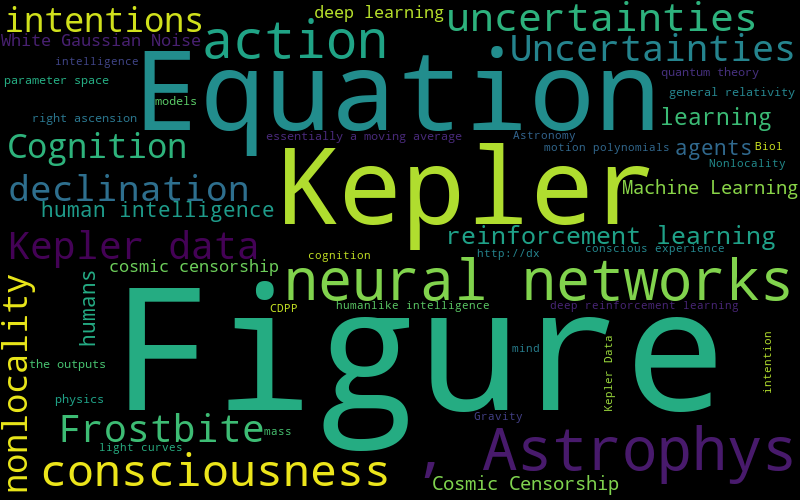 intentions
deep learning
uncertainties
White Gaussian Noise
action
Uncertainties
intelligence
Equation
quantum theory
parameter space
general relativity
models
right ascension
learning
essentially a moving average
Astronomy
Cognition
motion polynomials
agents
Biol
Nonlocality
Kepler
declination
Machine Learning
human intelligence
Kepler data
reinforcement learning
conscious experience
http://dx
cognition
cosmic censorship
neural networks
humans
CDPP
humanlike intelligence
deep reinforcement learning
Figure
nonlocality
mind
Kepler Data
intention
the outputs
physics
Gravity
Frostbite
mass
light curves
, Astrophys
consciousness
Cosmic Censorship